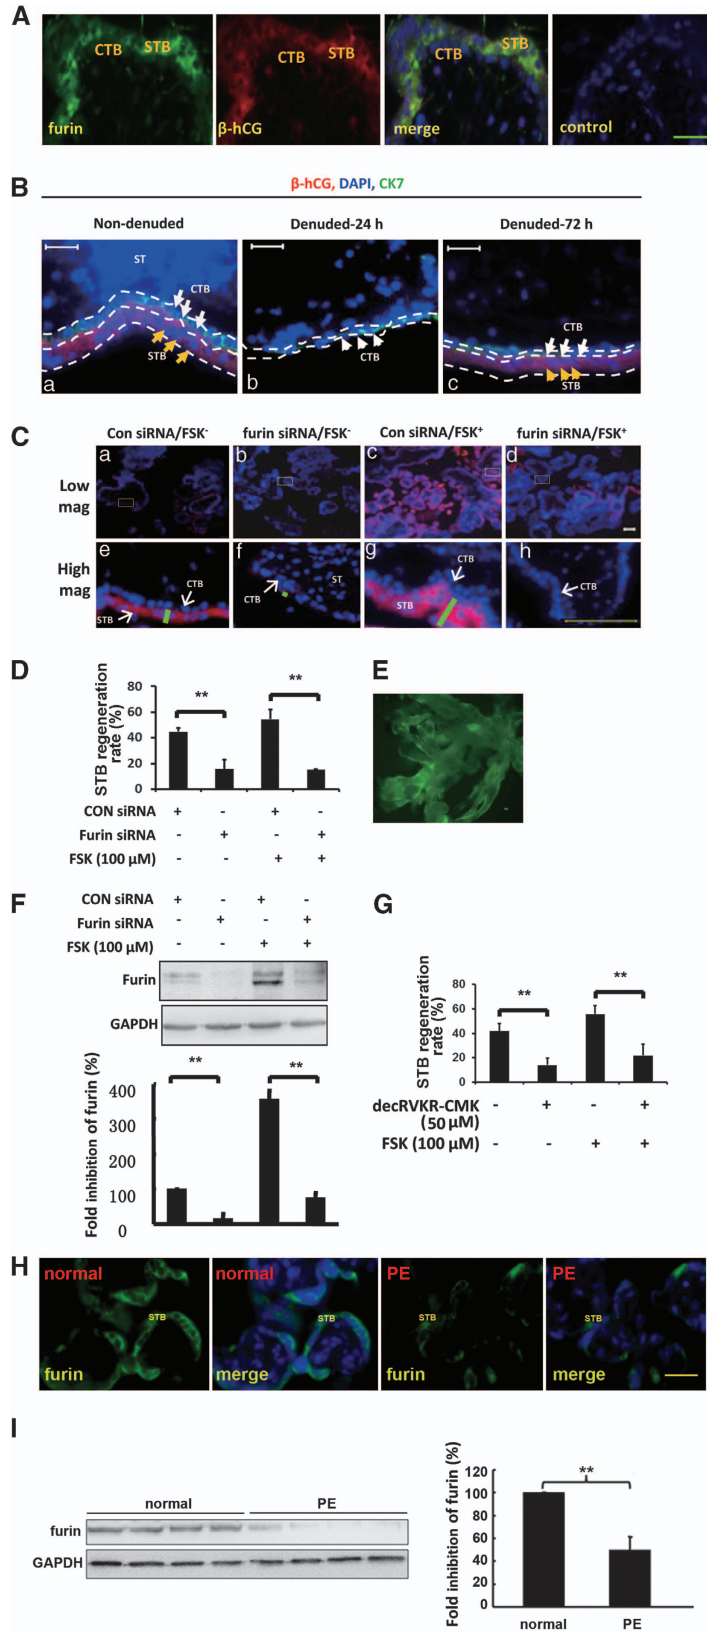 A
CTB STB
furin
CTB STB
β-hCG
CTB STB
merge
control
B
β-hCG, DAPI, CK7
Non-denuded
Denuded-24 h
Denuded-72 h
ST
CTB
STB
a
CTB
b
CTB
STB
c
C
Con siRNA/FSK-
furin siRNA/FSK-
Con siRNA/FSK+
furin siRNA/FSK+
Low mag
a
b
c
d
High mag
e
CTB
STB
f
CTB
ST
g
CTB
STB
h
CTB
D
STB regeneration
rate (%)
80
60
40
20
0
**
**
CON siRNA + - + -
Furin siRNA - + - +
FSK (100 μM) - - + +
E
F
CON siRNA + - + -
Furin siRNA - + - +
FSK (100 μM) - - + +
Furin
GAPDH
Fold inhibition of furin (%)
400
300
200
100
0
**
**
G
STB regeneration
rate (%)
80
60
40
20
0
**
**
decRVKR-CMK - + - +
(50 μM)
FSK (100 μM) - - + +
H
normal
STB
furin
normal
STB
merge
PE
STB
furin
PE
STB
merge
I
normal
PE
furin
GAPDH
Fold inhibition of furin (%)
120
100
80
60
40
20
0
**
normal
PE